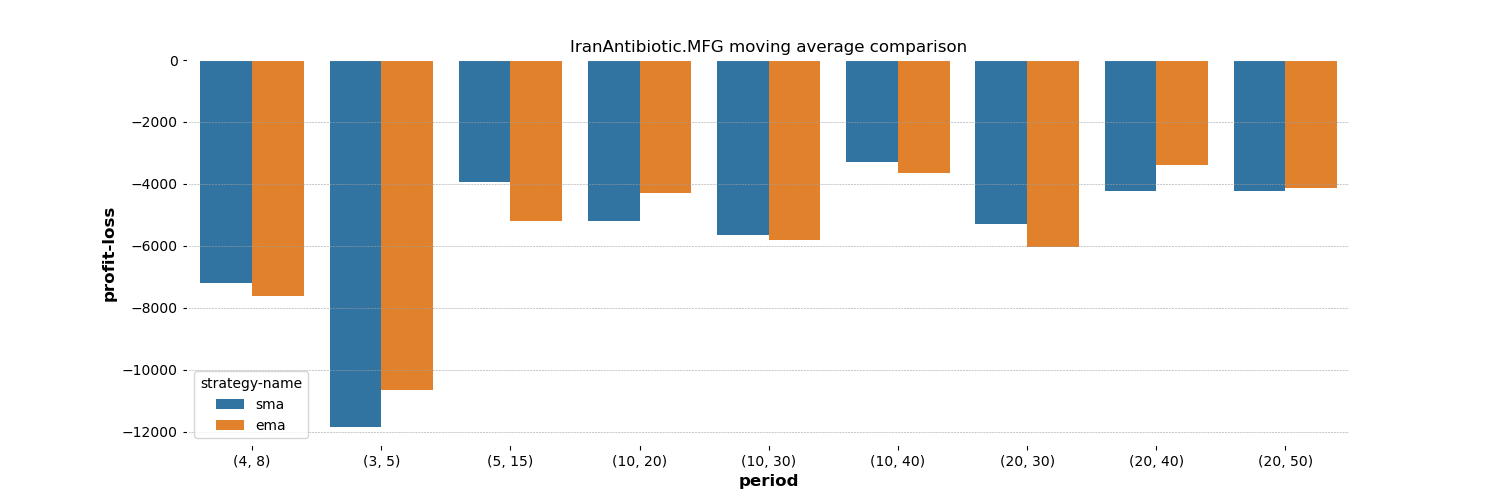 IranAntibiotic.MFG moving average comparison
0
−2000
−4000
−6000
−8000
−10000
−12000
profit-loss
strategy-name
sma
ema
(4, 8) (3, 5) (5, 15) (10, 20) (10, 30) (10, 40) (20, 30) (20, 40) (20, 50)
period